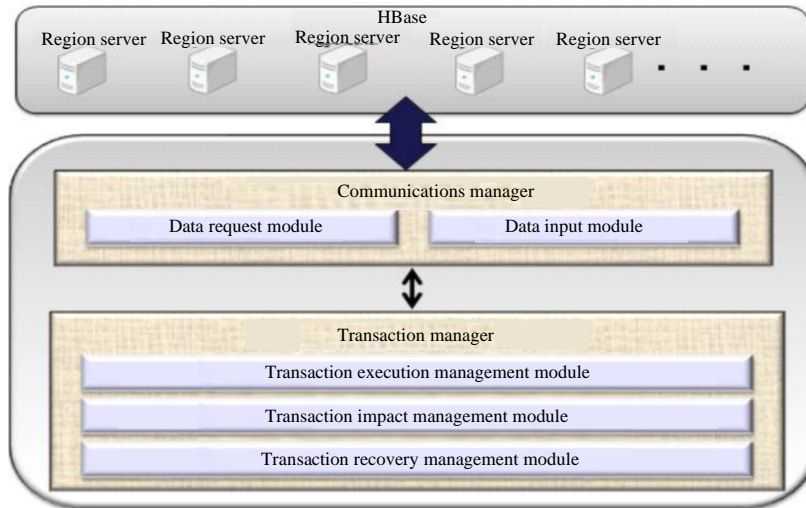 HBase
Region server Region server Region server Region server Region server
. . .
Communications manager
Data request module Data input module
Transaction manager
Transaction execution management module
Transaction impact management module
Transaction recovery management module